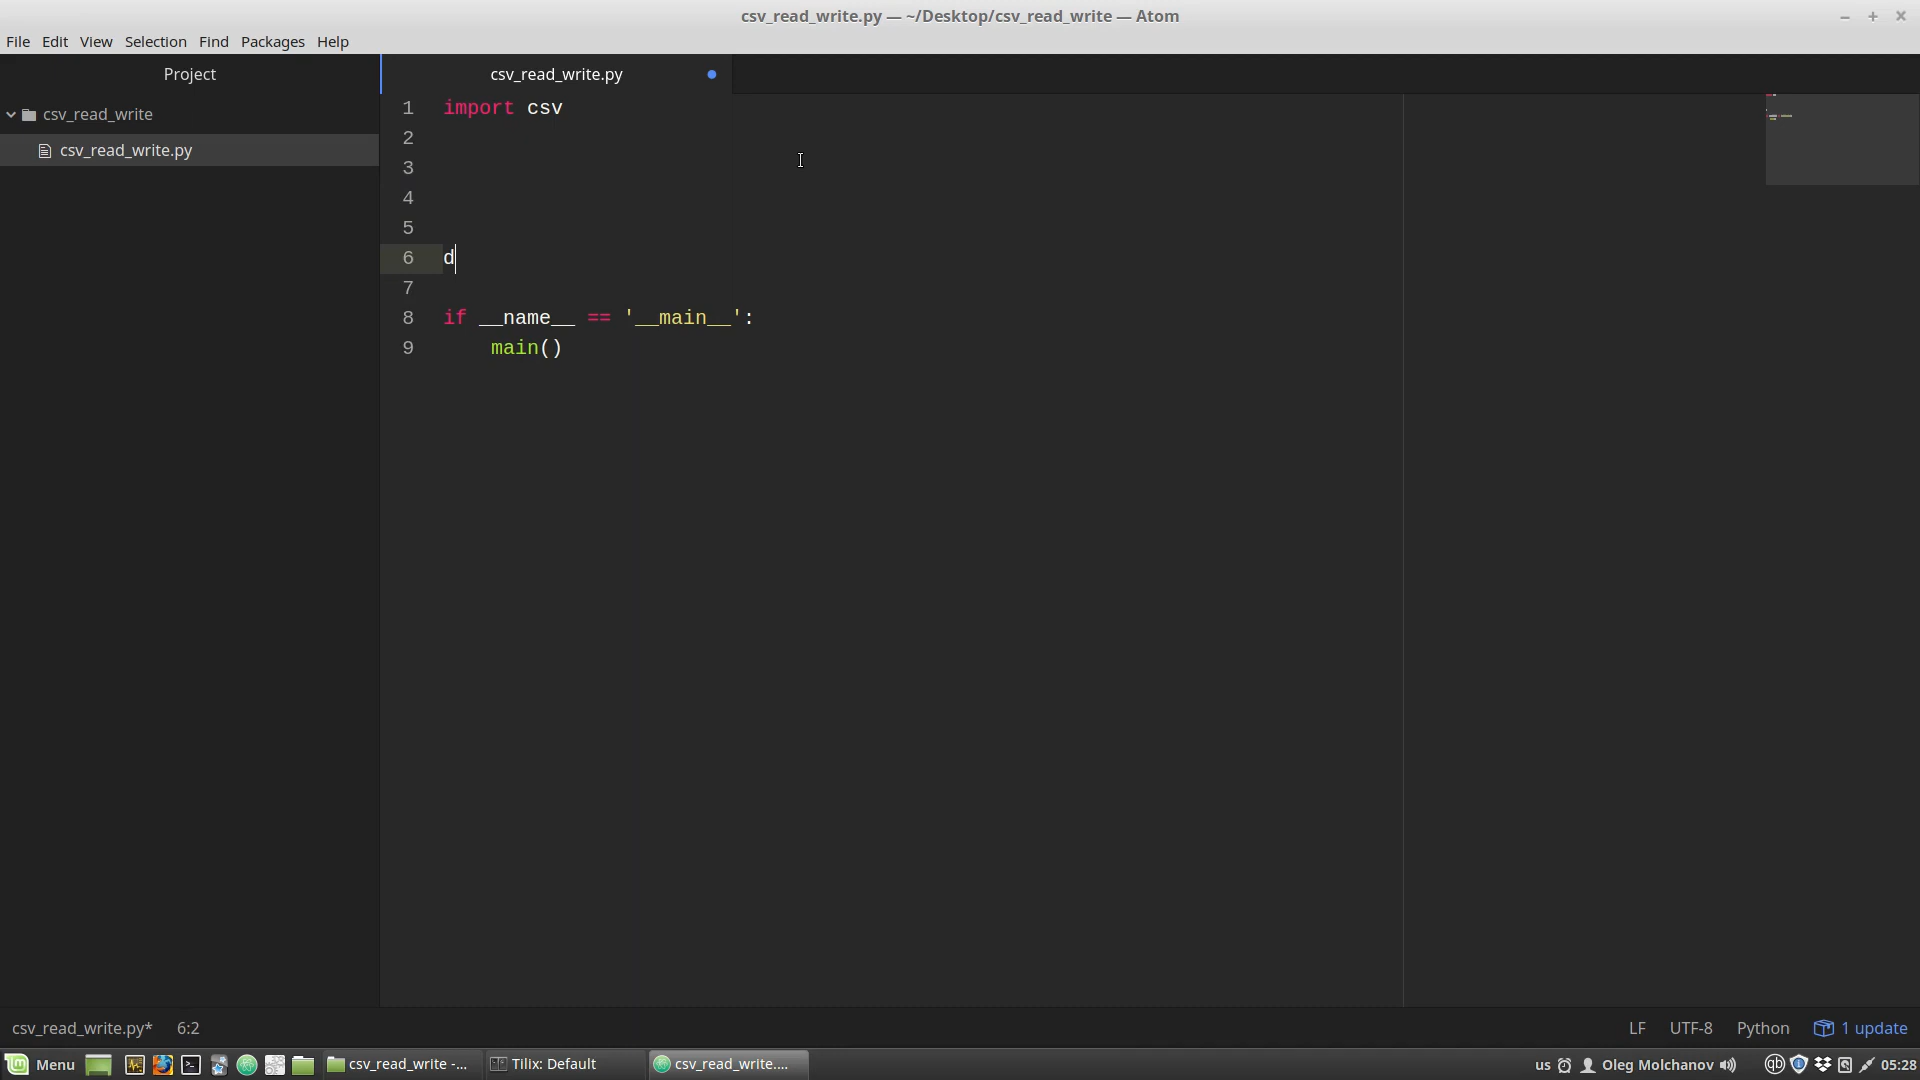 csv_read_write.py — ~/Desktop/csv_read_write — Atom
File Edit View Selection Find Packages Help
Project
csv_read_write.py
csv_read_write
csv_read_write.py
1 import csv
2
3
4
5
6 d
7
8 if __name__ == '__main__':
9 main()
csv_read_write.py* 6:2
LF UTF-8 Python 1 update
Menu csv_read_write -... Tilix: Default csv_read_write.... us Oleg Molchanov qb 05:28